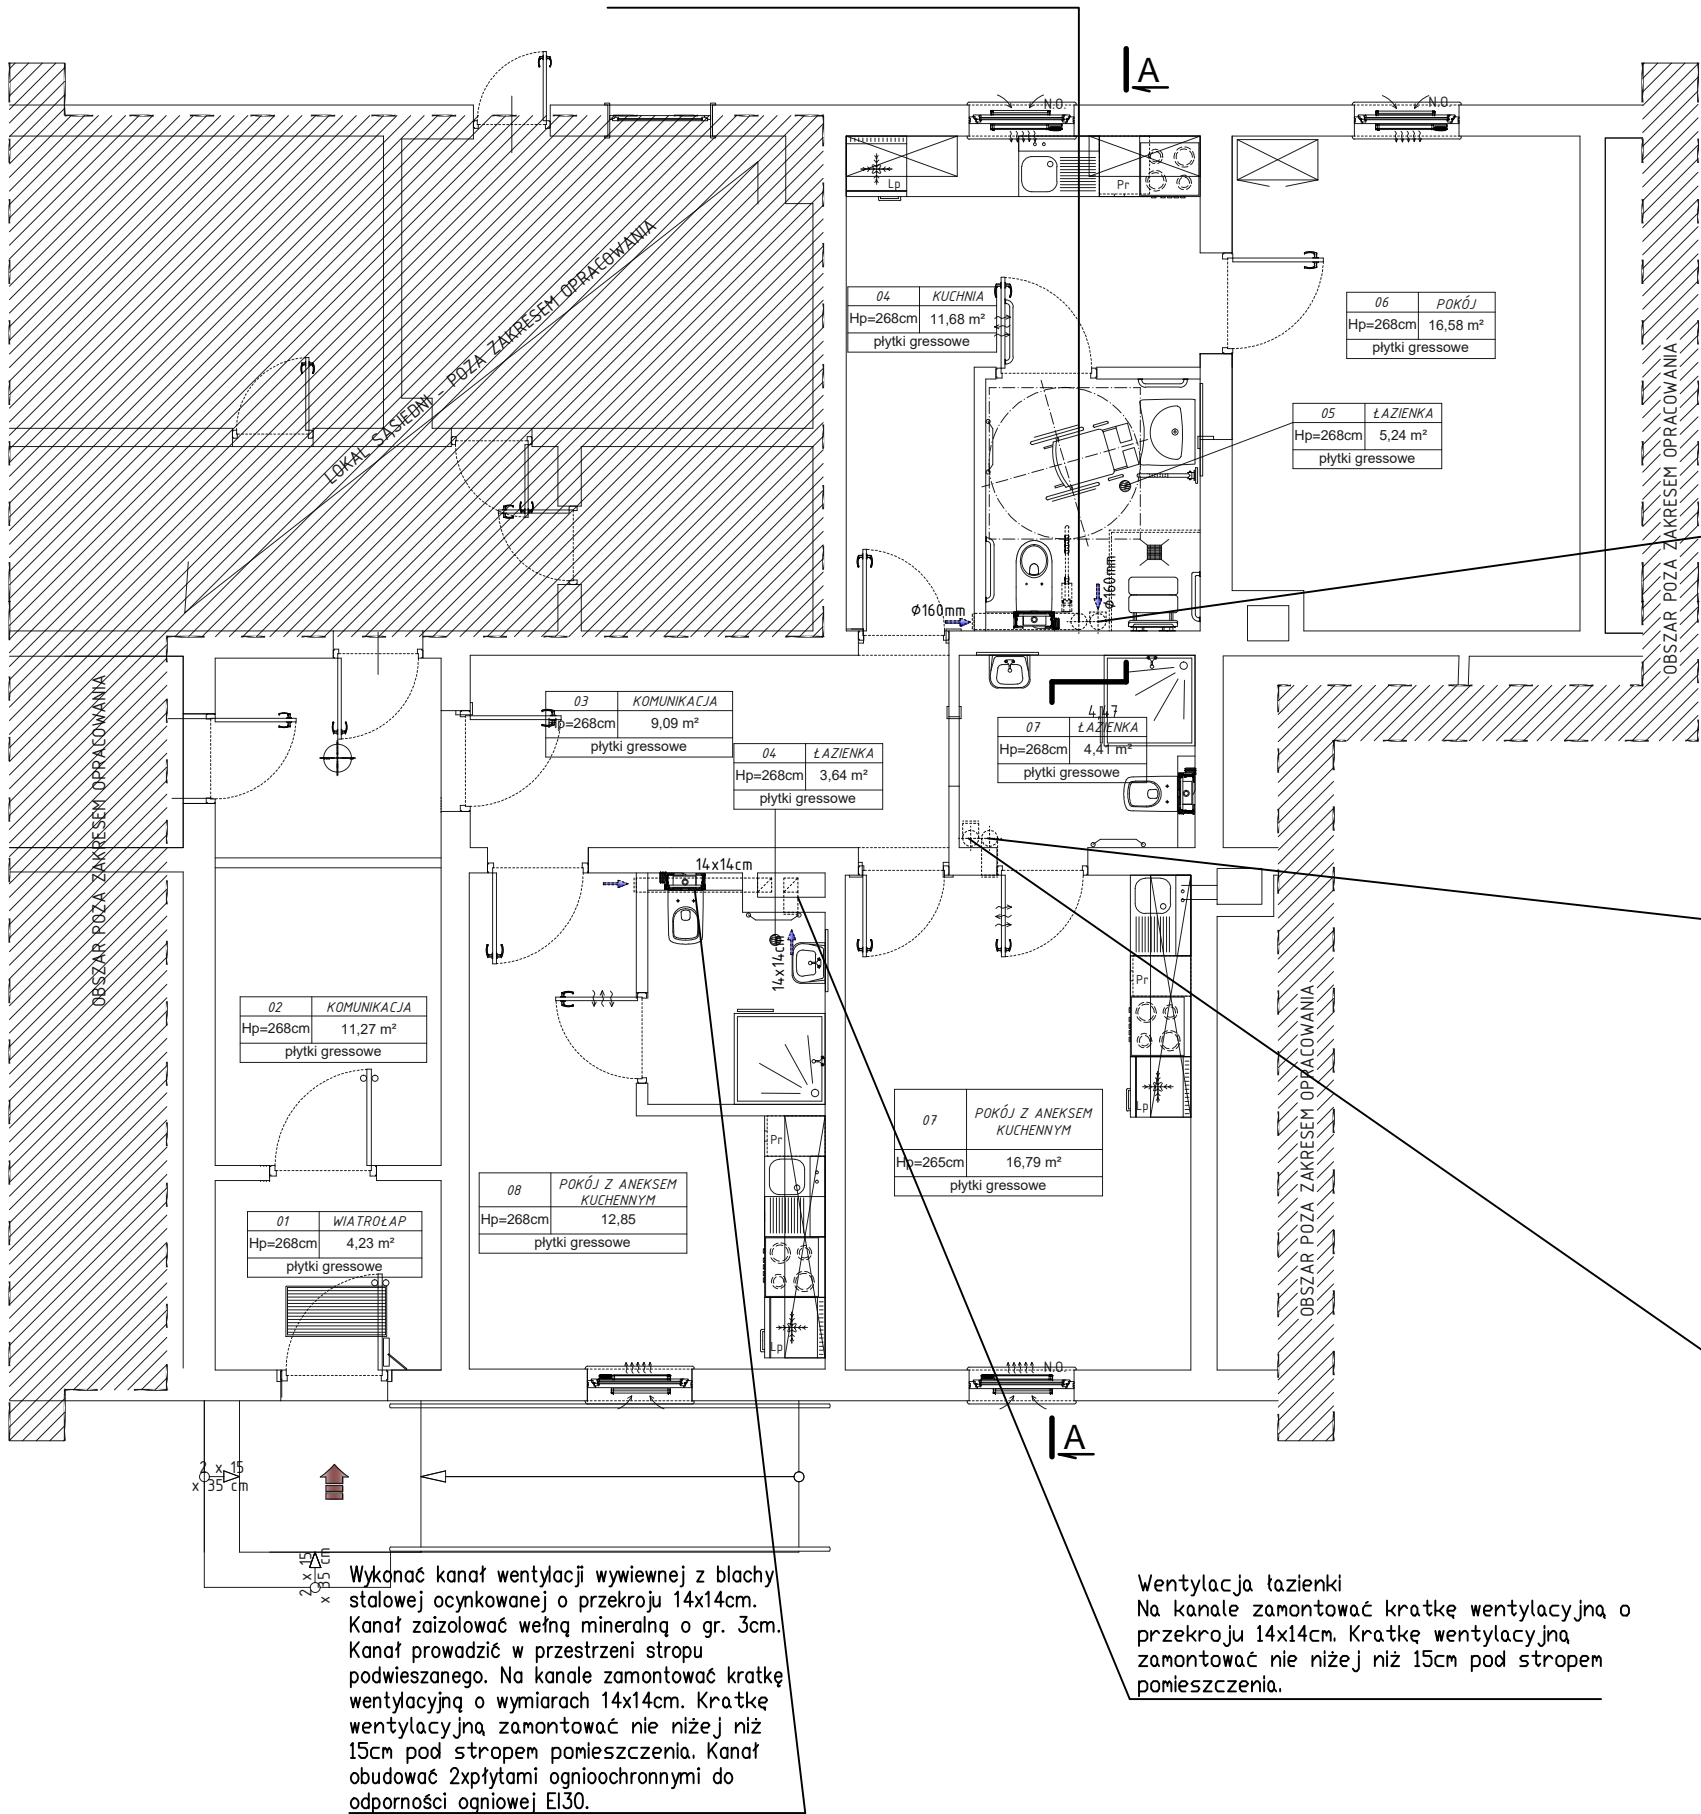 A
N.O.
N.O.
Lp
Pr
04 KUCHNIA
Hp=268cm 11,68 m²
płytki gressowe
06 POKÓJ
Hp=268cm 16,58 m²
płytki gressowe
05 ŁAZIENKA
Hp=268cm 5,24 m²
płytki gressowe
LOKAL SĄSIEDNI - POZA ZAKRESEM OPRACOWANIA
OBSZAR POZA ZAKRESEM OPRACOWANIA
Ø160mm
Ø160mm
03 KOMUNIKACJA
Hp=268cm 9,09 m²
płytki gressowe
04 ŁAZIENKA
Hp=268cm 3,64 m²
płytki gressowe
4,47
07 ŁAZIENKA
Hp=268cm 4,41 m²
płytki gressowe
OBSZAR POZA ZAKRESEM OPRACOWANIA
14x14cm
14x14cm
Pr
Lp
02 KOMUNIKACJA
Hp=268cm 11,27 m²
płytki gressowe
OBSZAR POZA ZAKRESEM OPRACOWANIA
07 POKÓJ Z ANEKSEM
KUCHENNYM
Hp=265cm 16,79 m²
płytki gressowe
Pr
08 POKÓJ Z ANEKSEM
KUCHENNYM
Hp=268cm 12,85
płytki gressowe
01 WIATROŁAP
Hp=268cm 4,23 m²
płytki gressowe
Lp
N.O.
A
2 x 15
x 35 cm
2 x 15
x 35 cm
Wykonać kanał wentylacji wywiewnej z blachy
stalowej ocynkowanej o przekroju 14x14cm.
Kanał zaizolować wełną mineralną o gr. 3cm.
Kanał prowadzić w przestrzeni stropu
podwieszanego. Na kanale zamontować kratkę
wentylacyjną o wymiarach 14x14cm. Kratkę
wentylacyjną zamontować nie niżej niż
15cm pod stropem pomieszczenia. Kanał
obudować 2xpłytami ognioochronnymi do
odporności ogniowej EI30.
Wentylacja łazienki
Na kanale zamontować kratkę wentylacyjną o
przekroju 14x14cm. Kratkę wentylacyjną
zamontować nie niżej niż 15cm pod stropem
pomieszczenia.